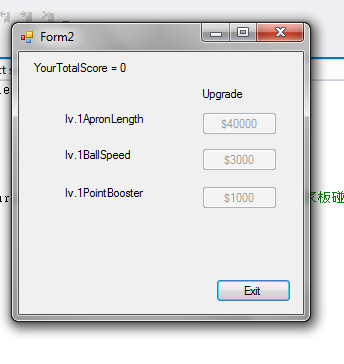 Form2
YourTotalScore = 0
Upgrade
lv.1ApronLength $40000
lv.1BallSpeed $3000
lv.1PointBooster $1000
Exit